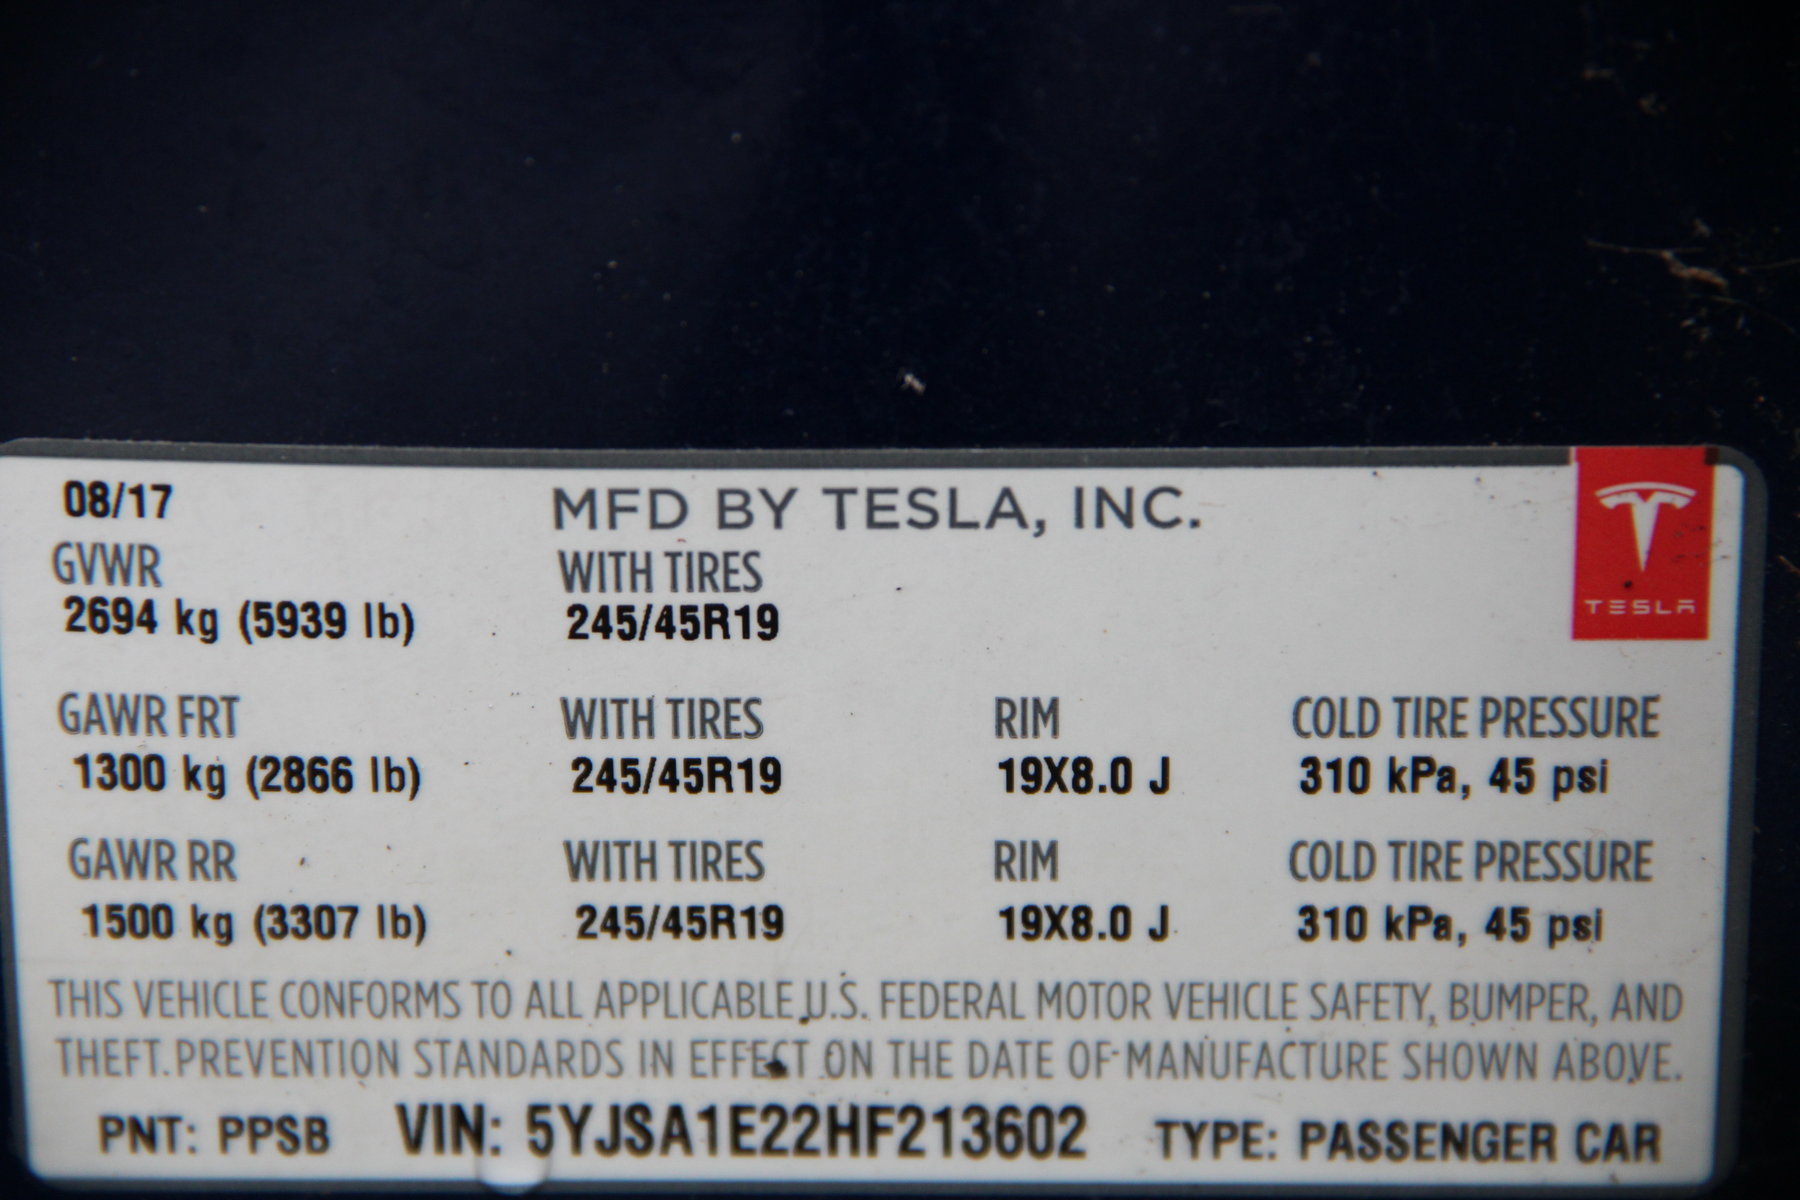 08/17 MFD BY TESLA, INC.
GVWR WITH TIRES
2694 kg (5939 lb) 245/45R19
TESLA
GAWR FRT WITH TIRES RIM COLD TIRE PRESSURE
1300 kg (2866 lb) 245/45R19 19X8.0 J 310 kPa, 45 psi
GAWR RR WITH TIRES RIM COLD TIRE PRESSURE
1500 kg (3307 lb) 245/45R19 19X8.0 J 310 kPa, 45 psi
THIS VEHICLE CONFORMS TO ALL APPLICABLE U.S. FEDERAL MOTOR VEHICLE SAFETY, BUMPER, AND
THEFT PREVENTION STANDARDS IN EFFECT ON THE DATE OF MANUFACTURE SHOWN ABOVE.
PNT: PPSB VIN: 5YJSA1E22HF213602 TYPE: PASSENGER CAR